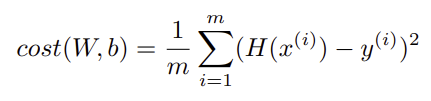 cost(W, b) = \frac{1}{m} \sum_{i=1}^{m} (H(x^{(i)}) - y^{(i)})^2